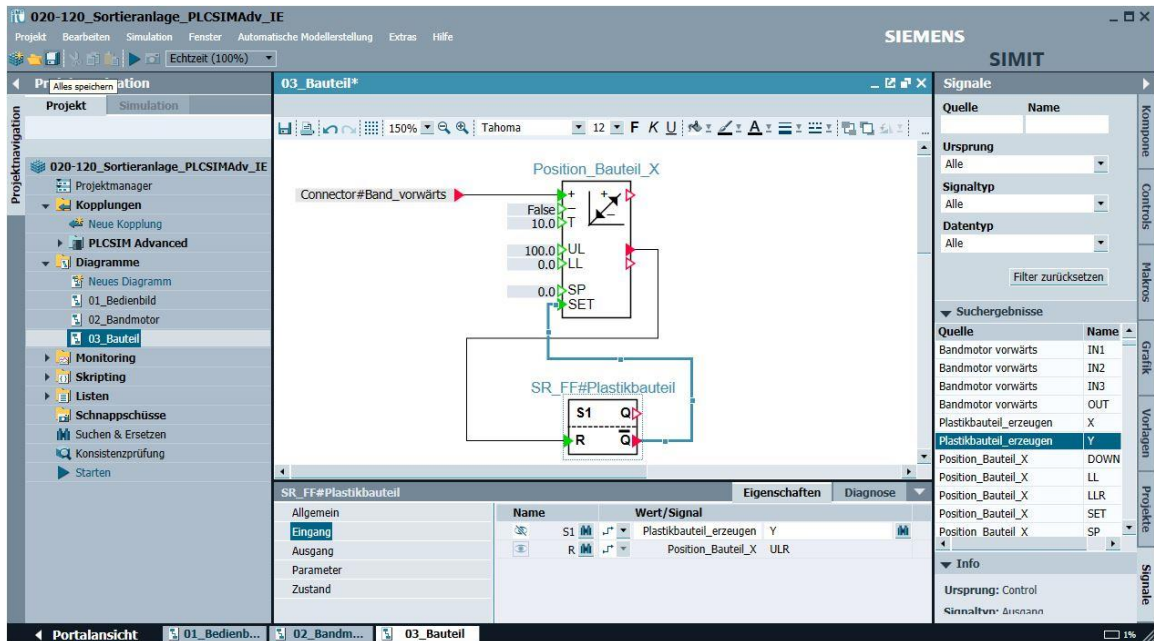 020-120_Sortieranlage_PLCSIMAdv_IE
Projekt Bearbeiten Simulation Fenster Automatische Modellerstellung Extras Hilfe
SIEMENS
SIMIT
Echtzeit (100%)
Alles speichern
Projekt Simulation
Projektnavigation
020-120_Sortieranlage_PLCSIMAdv_IE
Projektmanager
Kopplungen
Neue Kopplung
PLCSIM Advanced
Diagramme
Neues Diagramm
01_Bedienbild
02_Bandmotor
03_Bauteil
Monitoring
Skripting
Listen
Schnappschüsse
Suchen & Ersetzen
Konsistenzprüfung
Starten
03_Bauteil*
150% Tahoma 12 F K U
Position_Bauteil_X
Connector#Band_vorwärts
+
False –
10.0 T
100.0 UL
0.0 LL
0.0 SP
SET
SR_FF#Plastikbauteil
S1 Q
R Q
SR_FF#Plastikbauteil
Eigenschaften Diagnose
Allgemein
Eingang
Ausgang
Parameter
Zustand
Name Wert/Signal
S1 Plastikbauteil_erzeugen Y
R Position_Bauteil_X ULR
Signale
Quelle Name
Ursprung
Alle
Signaltyp
Alle
Datentyp
Alle
Filter zurücksetzen
Suchergebnisse
Quelle Name
Bandmotor vorwärts IN1
Bandmotor vorwärts IN2
Bandmotor vorwärts IN3
Bandmotor vorwärts OUT
Plastikbauteil_erzeugen X
Plastikbauteil_erzeugen Y
Position_Bauteil_X DOWN
Position_Bauteil_X LL
Position_Bauteil_X LLR
Position_Bauteil_X SET
Position_Bauteil_X SP
Info
Ursprung: Control
Signaltyp: Ausgang
Kompone
Controls
Makros
Grafik
Vorlagen
Projekte
Signale
Portalansicht
01_Bedienb...
02_Bandm...
03_Bauteil
1%